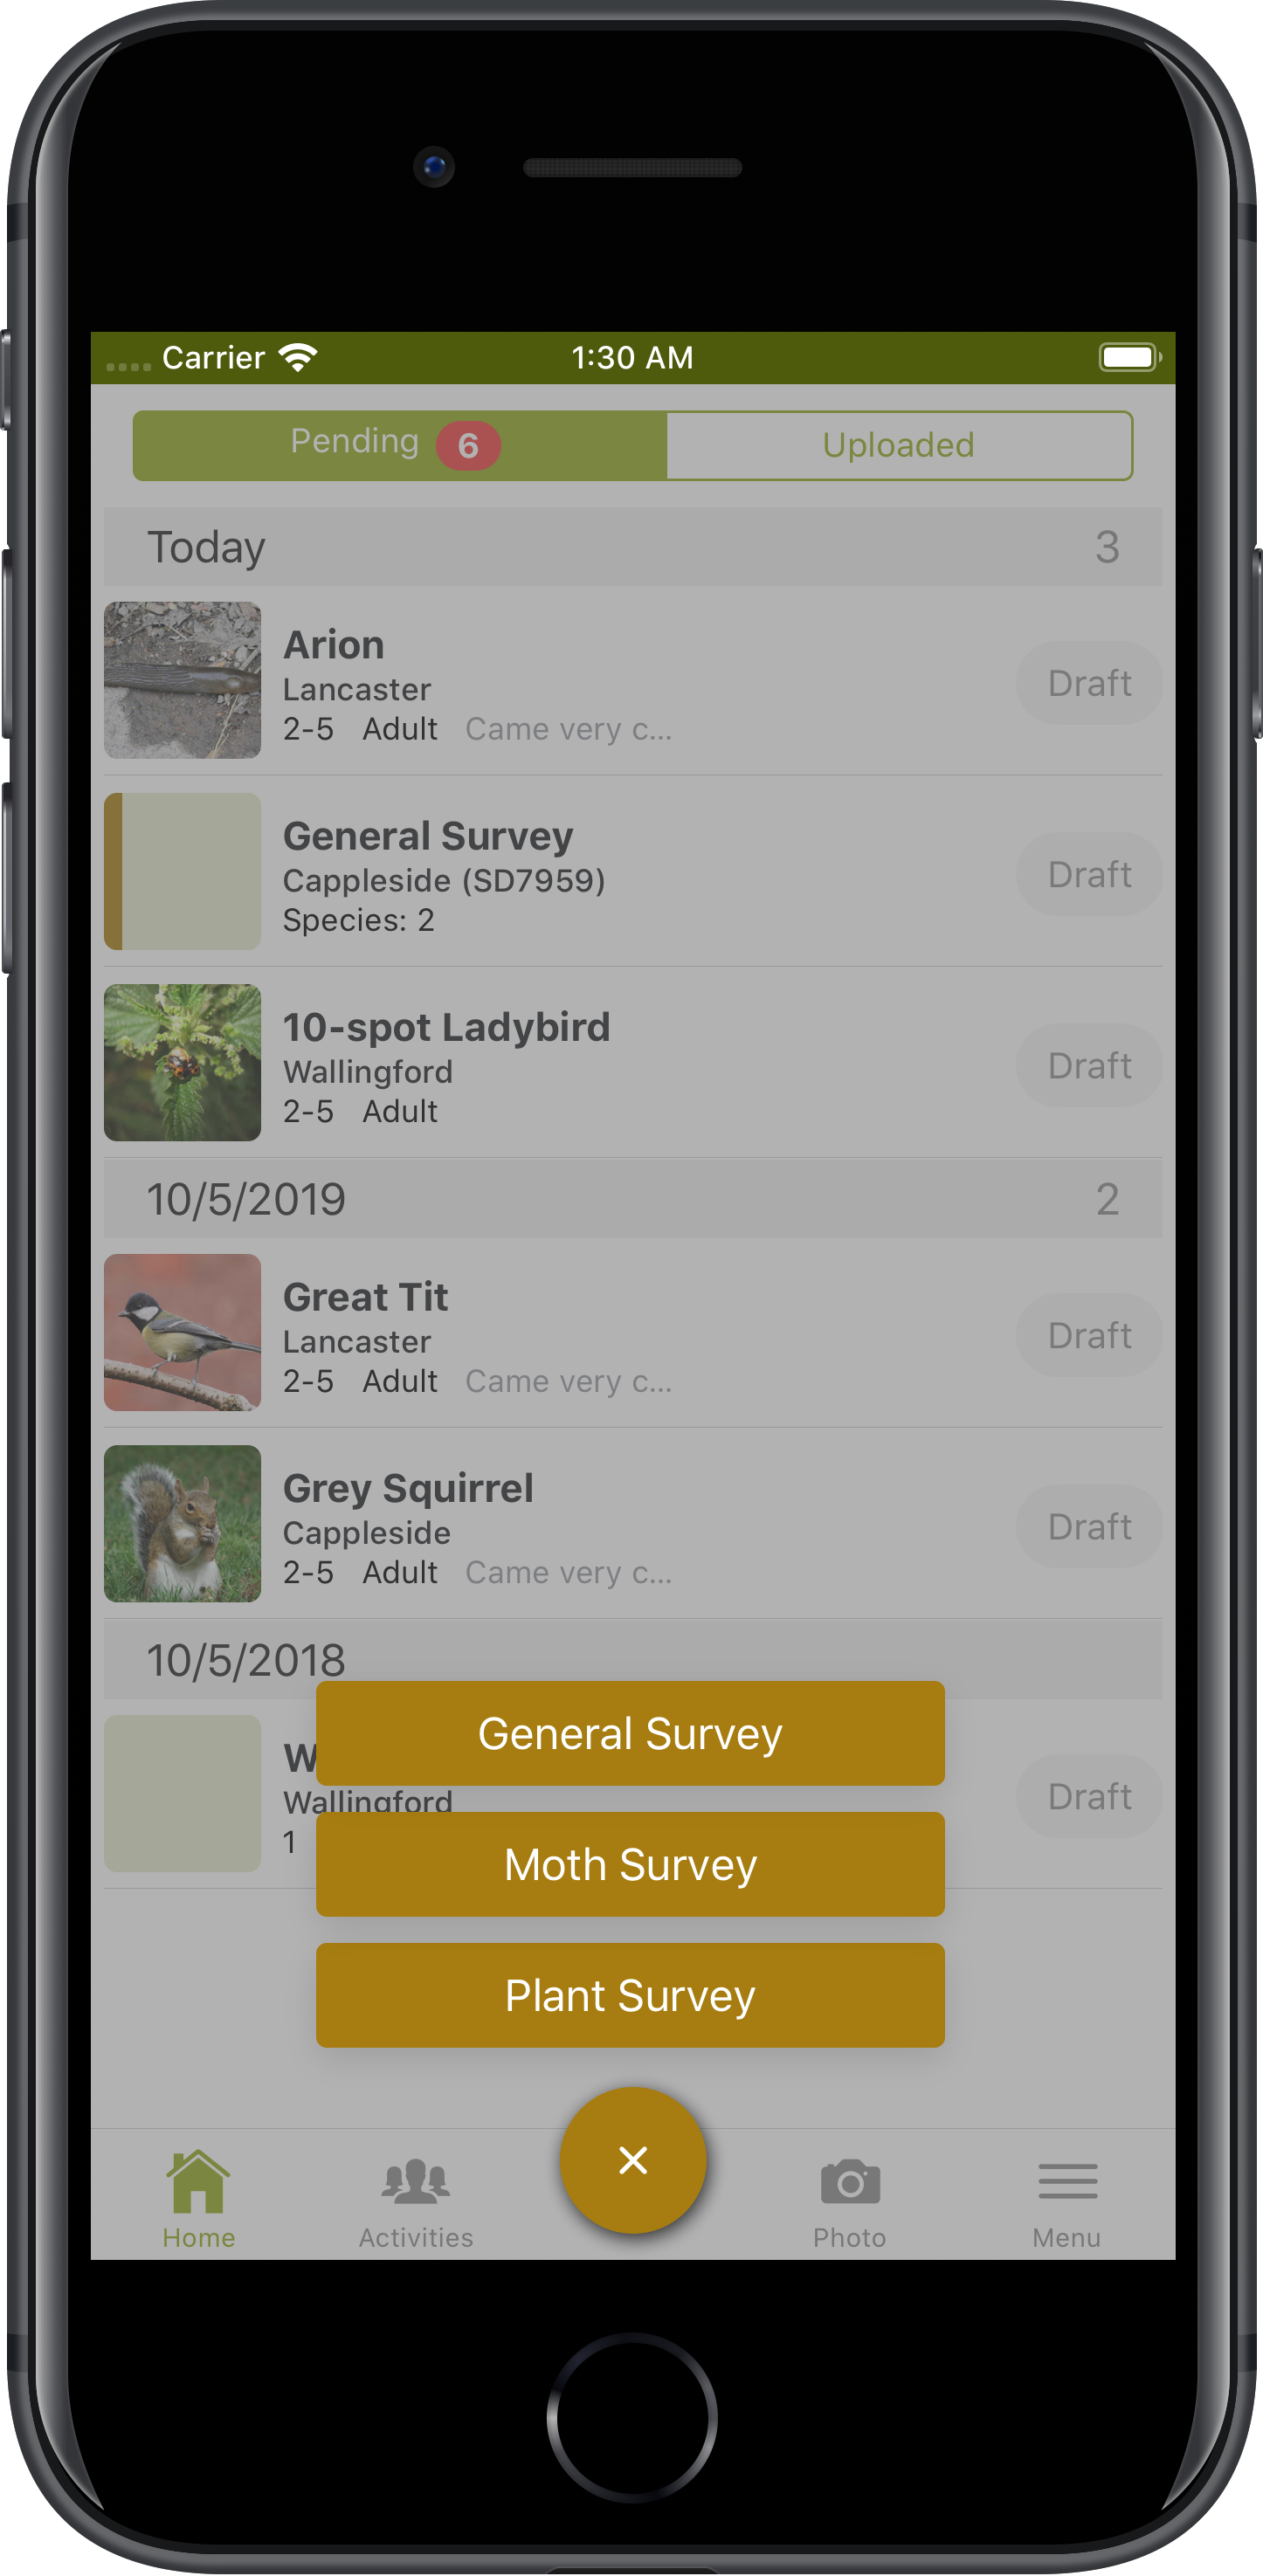 Carrier 1:30 AM
Pending 6 Uploaded
Today 3
Arion
Lancaster
2-5 Adult Came very c...
Draft
General Survey
Cappleside (SD7959)
Species: 2
Draft
10-spot Ladybird
Wallingford
2-5 Adult
Draft
10/5/2019 2
Great Tit
Lancaster
2-5 Adult Came very c...
Draft
Grey Squirrel
Cappleside
2-5 Adult Came very c...
Draft
10/5/2018
Wallingford
1
Draft
General Survey
Moth Survey
Plant Survey
Home Activities Photo Menu